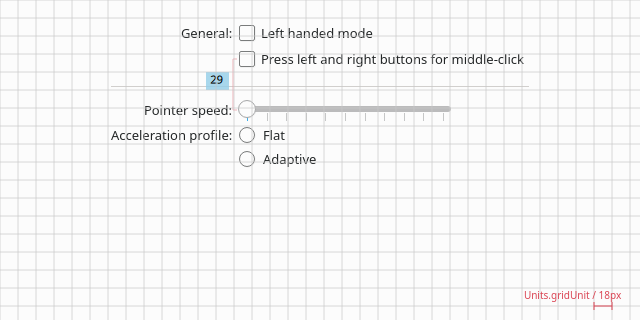 General: Left handed mode
Press left and right buttons for middle-click
29
Pointer speed:
Acceleration profile: Flat
Adaptive
Units.gridUnit / 18px